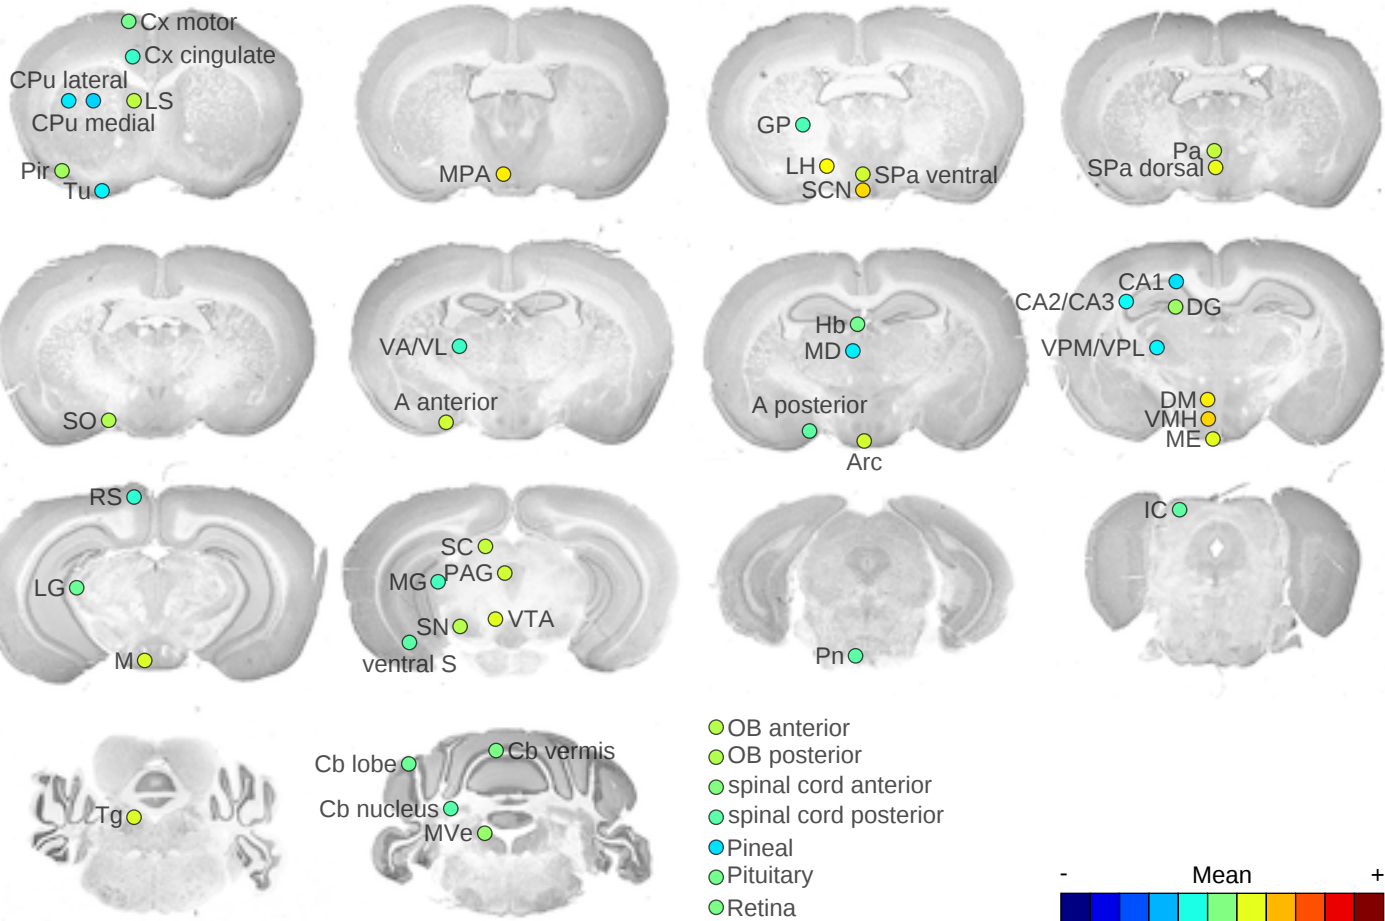 Cx motor
Cx cingulate
CPu lateral
LS
CPu medial
Pir
Tu
MPA
GP
LH
SPa ventral
SCN
Pa
SPa dorsal
SO
VA/VL
A anterior
Hb
MD
A posterior
Arc
CA1
CA2/CA3
DG
VPM/VPL
DM
VMH
ME
RS
LG
M
SC
MG
PAG
SN
VTA
ventral S
Pn
IC
Tg
Cb lobe
Cb vermis
Cb nucleus
MVe
OB anterior
OB posterior
spinal cord anterior
spinal cord posterior
Pineal
Pituitary
Retina
- Mean +